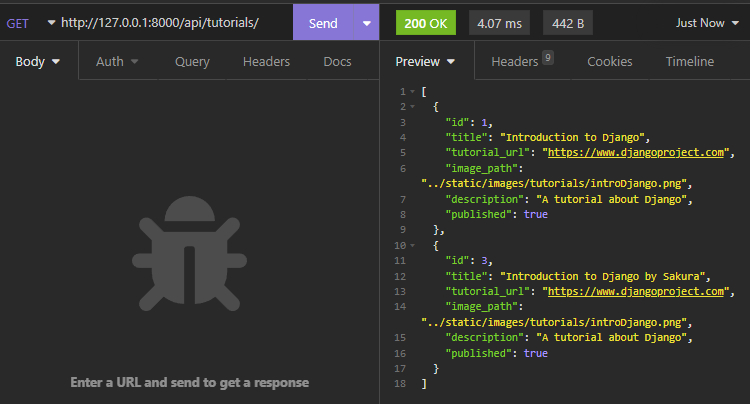 GET http://127.0.0.1:8000/api/tutorials/ Send 200 OK 4.07 ms 442 B Just Now
Body Auth Query Headers Docs
Preview Headers 9 Cookies Timeline
Enter a URL and send to get a response
1 [
2 {
3 "id": 1,
4 "title": "Introduction to Django",
5 "tutorial_url": "https://www.djangoproject.com",
6 "image_path":
"../static/images/tutorials/introDjango.png",
7 "description": "A tutorial about Django",
8 "published": true
9 },
10 {
11 "id": 3,
12 "title": "Introduction to Django by Sakura",
13 "tutorial_url": "https://www.djangoproject.com",
14 "image_path":
"../static/images/tutorials/introDjango.png",
15 "description": "A tutorial about Django",
16 "published": true
17 }
18 ]